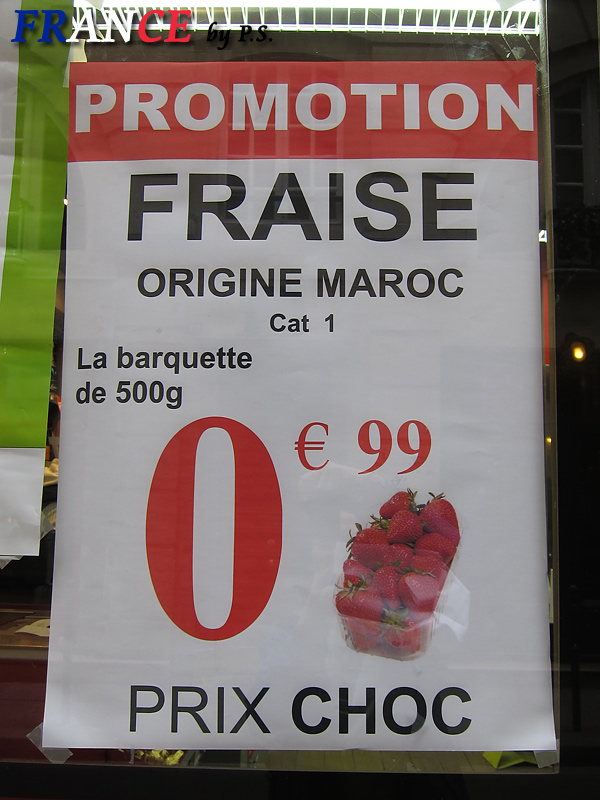 FRANCE by P.S.
PROMOTION
FRAISE
ORIGINE MAROC
Cat 1
La barquette
de 500g
0 € 99
PRIX CHOC